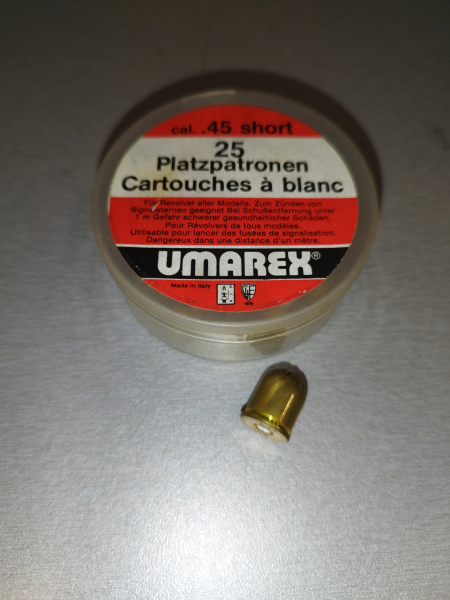 cal. .45 short
25
Platzpatronen
Cartouches à blanc
Für Revolver aller Modelle. Zum Zünden von
Signalsternen geeignet Bei Schußentfernung unter
1 m Gefahr schwerer gesundheitlicher Schäden.
Pour Révolvers de tous modèles.
Utilisable pour lancer des fusées de signalisation.
Dangereux dans une distance d'un mètre.
UMAREX®
Made in Italy